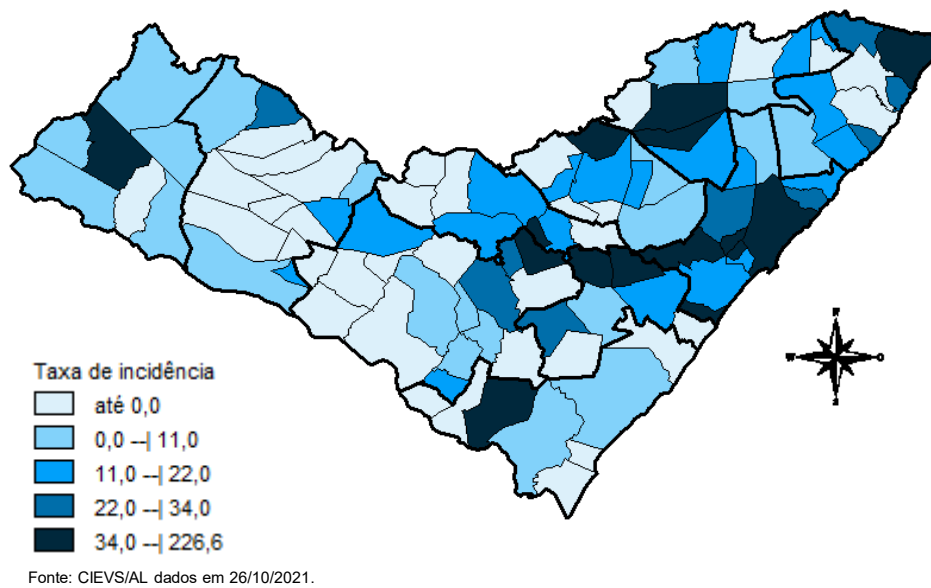 Taxa de incidência
até 0,0
0,0 --| 11,0
11,0 --| 22,0
22,0 --| 34,0
34,0 --| 226,6
W
S
Fonte: CIEVS/AL dados em 26/10/2021.